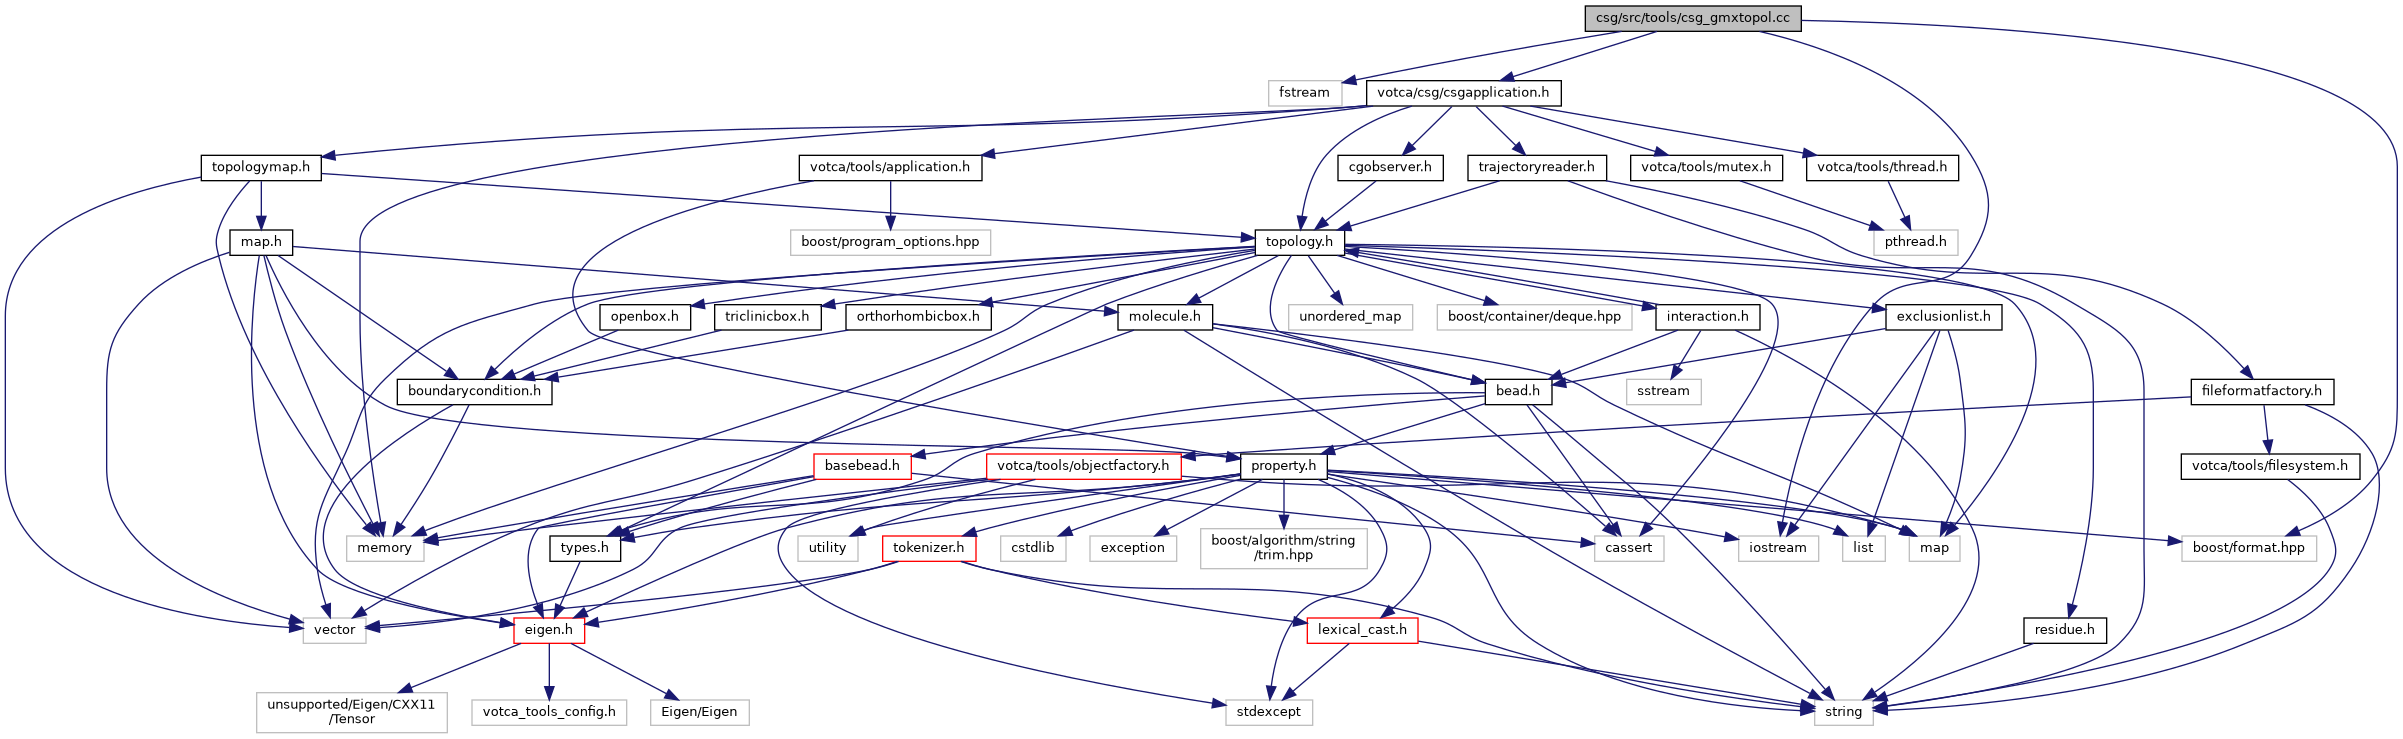 csg/src/tools/csg_gmxtopol.cc
fstream
votca/csg/csgapplication.h
topologymap.h
votca/tools/application.h
cgobserver.h
trajectoryreader.h
votca/tools/mutex.h
votca/tools/thread.h
map.h
boost/program_options.hpp
topology.h
pthread.h
openbox.h
triclinicbox.h
orthorhombicbox.h
molecule.h
unordered_map
boost/container/deque.hpp
interaction.h
exclusionlist.h
boundarycondition.h
bead.h
sstream
fileformatfactory.h
basebead.h
votca/tools/objectfactory.h
property.h
votca/tools/filesystem.h
memory
types.h
utility
tokenizer.h
cstdlib
exception
boost/algorithm/string
/trim.hpp
cassert
iostream
list
map
boost/format.hpp
vector
eigen.h
lexical_cast.h
residue.h
unsupported/Eigen/CXX11
/Tensor
votca_tools_config.h
Eigen/Eigen
stdexcept
string